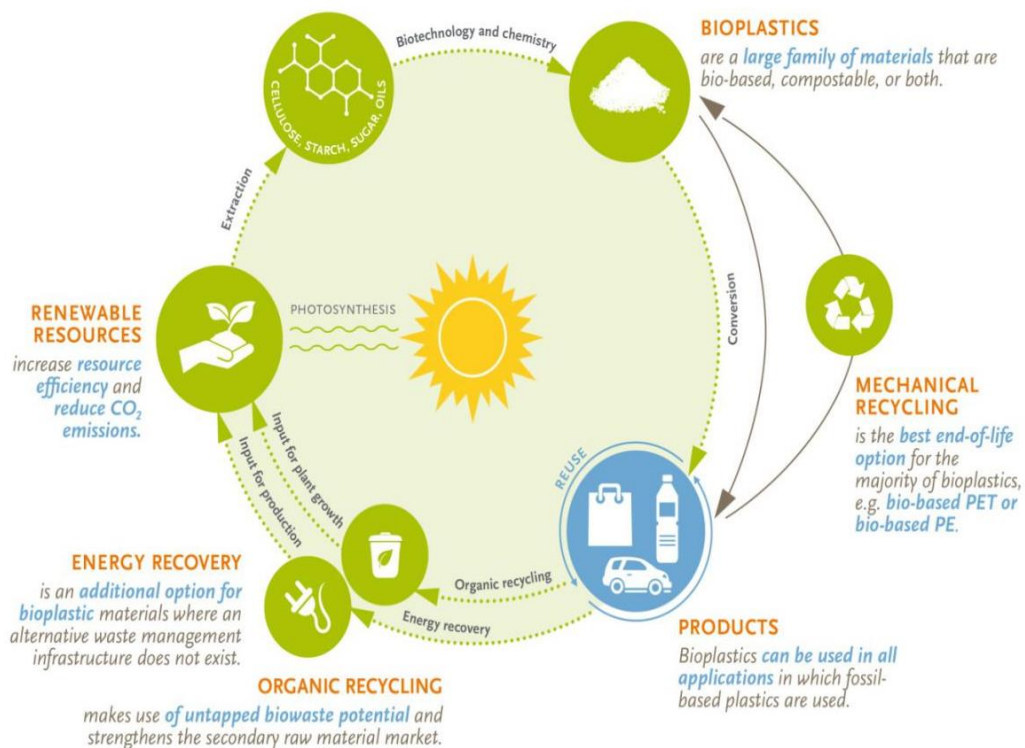 Biotechnology and chemistry
CELLULOSE, STARCH, SUGAR, OILS
BIOPLASTICS
are a large family of materials that are
bio-based, compostable, or both.
Extraction
Conversion
PHOTOSYNTHESIS
RENEWABLE
RESOURCES
increase resource
efficiency and
reduce CO₂
emissions.
MECHANICAL
RECYCLING
is the best end-of-life
option for the
majority of bioplastics,
e.g. bio-based PET or
bio-based PE.
Input for plant growth
Input for production
REUSE
Organic recycling
Energy recovery
ENERGY RECOVERY
is an additional option for
bioplastic materials where an
alternative waste management
infrastructure does not exist.
ORGANIC RECYCLING
makes use of untapped biowaste potential and
strengthens the secondary raw material market.
PRODUCTS
Bioplastics can be used in all
applications in which fossil-
based plastics are used.